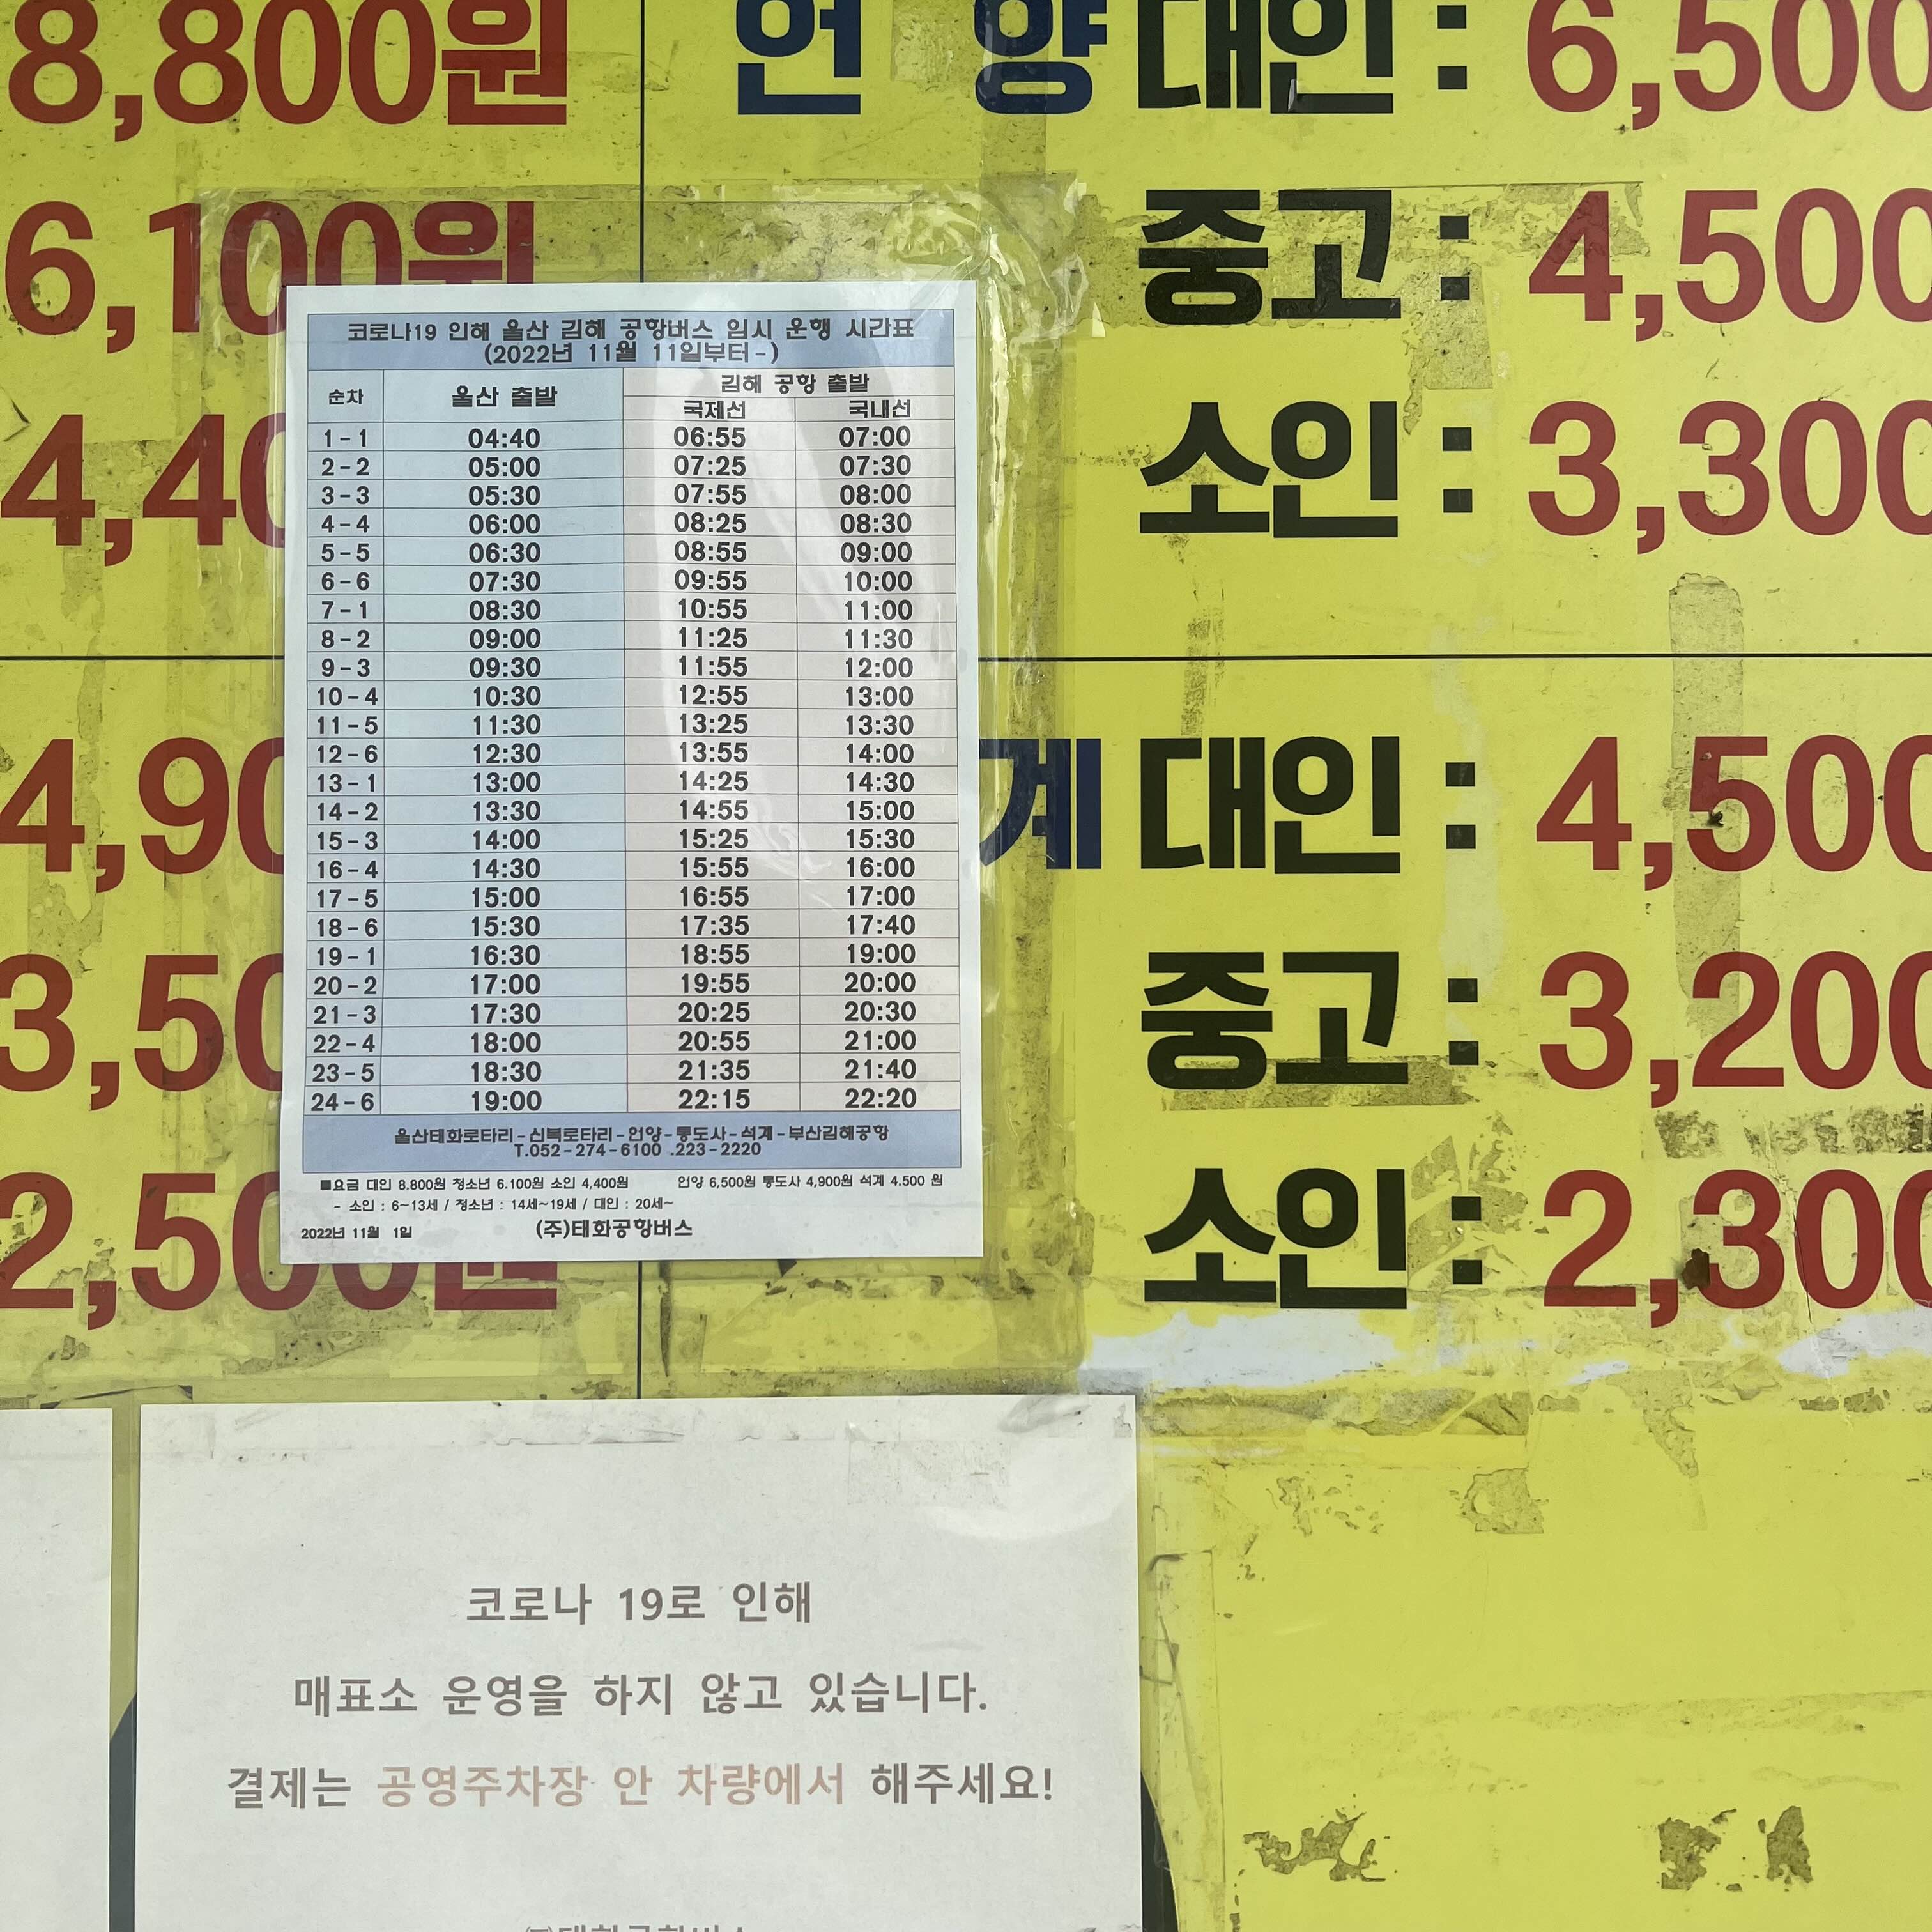 8,800원
6,100원
4,40
4,90
3,50
2,500원
언 양 대인 : 6,500
중고 : 4,500
소인 : 3,300
계 대인 : 4,500
중고 : 3,200
소인 : 2,300
코로나19 인해 울산 김해 공항버스 임시 운행 시간표
(2022년 11월 11일부터-)
순차 울산 출발 김해 공항 출발
국제선 국내선
1-1 04:40 06:55 07:00
2-2 05:00 07:25 07:30
3-3 05:30 07:55 08:00
4-4 06:00 08:25 08:30
5-5 06:30 08:55 09:00
6-6 07:30 09:55 10:00
7-1 08:30 10:55 11:00
8-2 09:00 11:25 11:30
9-3 09:30 11:55 12:00
10-4 10:30 12:55 13:00
11-5 11:30 13:25 13:30
12-6 12:30 13:55 14:00
13-1 13:00 14:25 14:30
14-2 13:30 14:55 15:00
15-3 14:00 15:25 15:30
16-4 14:30 15:55 16:00
17-5 15:00 16:55 17:00
18-6 15:30 17:35 17:40
19-1 16:30 18:55 19:00
20-2 17:00 19:55 20:00
21-3 17:30 20:25 20:30
22-4 18:00 20:55 21:00
23-5 18:30 21:35 21:40
24-6 19:00 22:15 22:20
울산태화로타리-신복로타리-언양-통도사-석계-부산김해공항
T.052-274-6100 .223-2220
■요금 대인 8.800원 청소년 6.100원 소인 4,400원 언양 6,500원 통도사 4,900원 석계 4.500 원
- 소인 : 6~13세 / 청소년 : 14세~19세 / 대인 : 20세~
2022년 11월 1일 (주)태화공항버스
코로나 19로 인해
매표소 운영을 하지 않고 있습니다.
결제는 공영주차장 안 차량에서 해주세요!